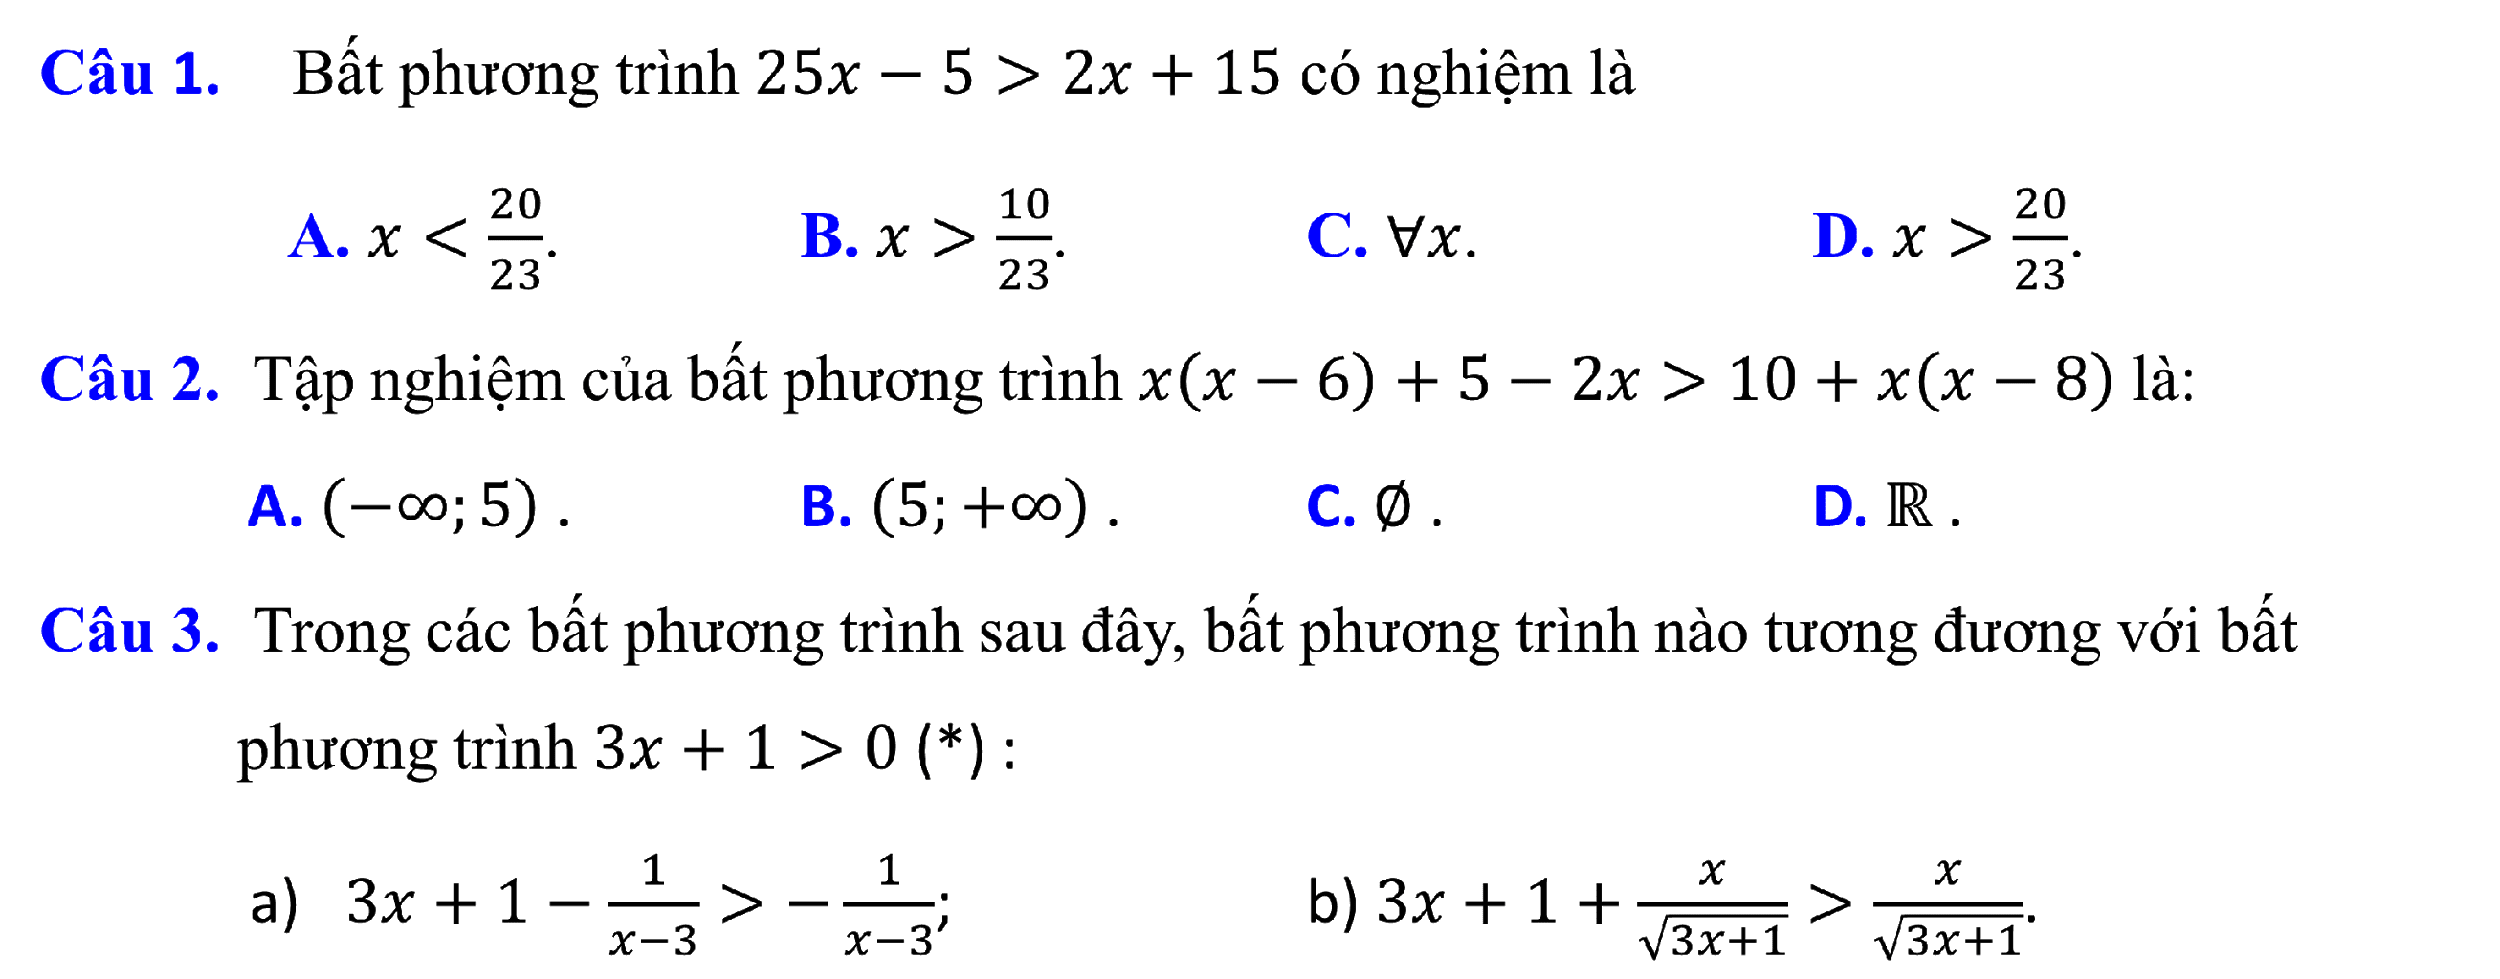 Câu 1. Bất phương trình 25x − 5 > 2x + 15 có nghiệm là
A. x < 20/23. B. x > 10/23. C. ∀x. D. x > 20/23.
Câu 2. Tập nghiệm của bất phương trình x(x − 6) + 5 − 2x > 10 + x(x − 8) là:
A. (−∞; 5) . B. (5; +∞) . C. ∅ . D. ℝ .
Câu 3. Trong các bất phương trình sau đây, bất phương trình nào tương đương với bất
phương trình 3x + 1 > 0 (*) :
a) 3x + 1 − 1/(x−3) > − 1/(x−3); b) 3x + 1 + x/√(3x+1) > x/√(3x+1).